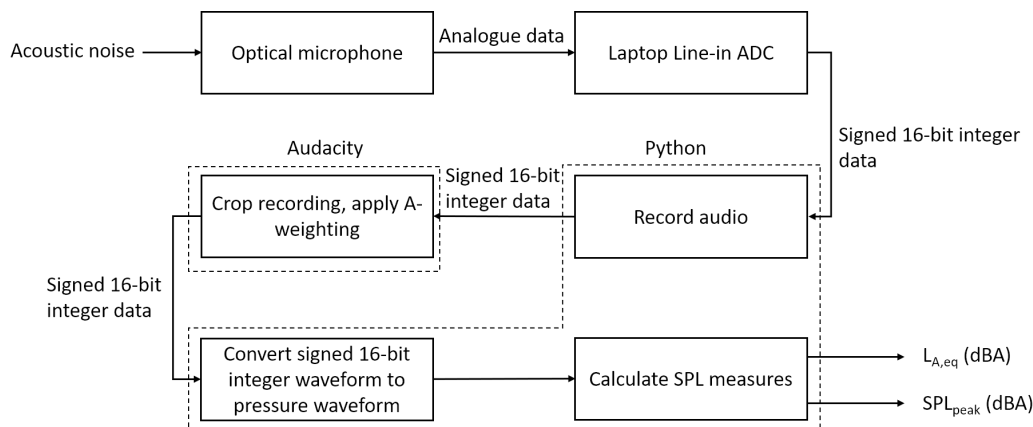 Acoustic noise
Optical microphone
Analogue data
Laptop Line-in ADC
Signed 16-bit integer
data
Audacity
Python
Crop recording, apply A-
weighting
Signed 16-bit
integer data
Record audio
Signed 16-bit
integer data
Convert signed 16-bit
integer waveform to
pressure waveform
Calculate SPL measures
L_A,eq (dBA)
SPL_peak (dBA)